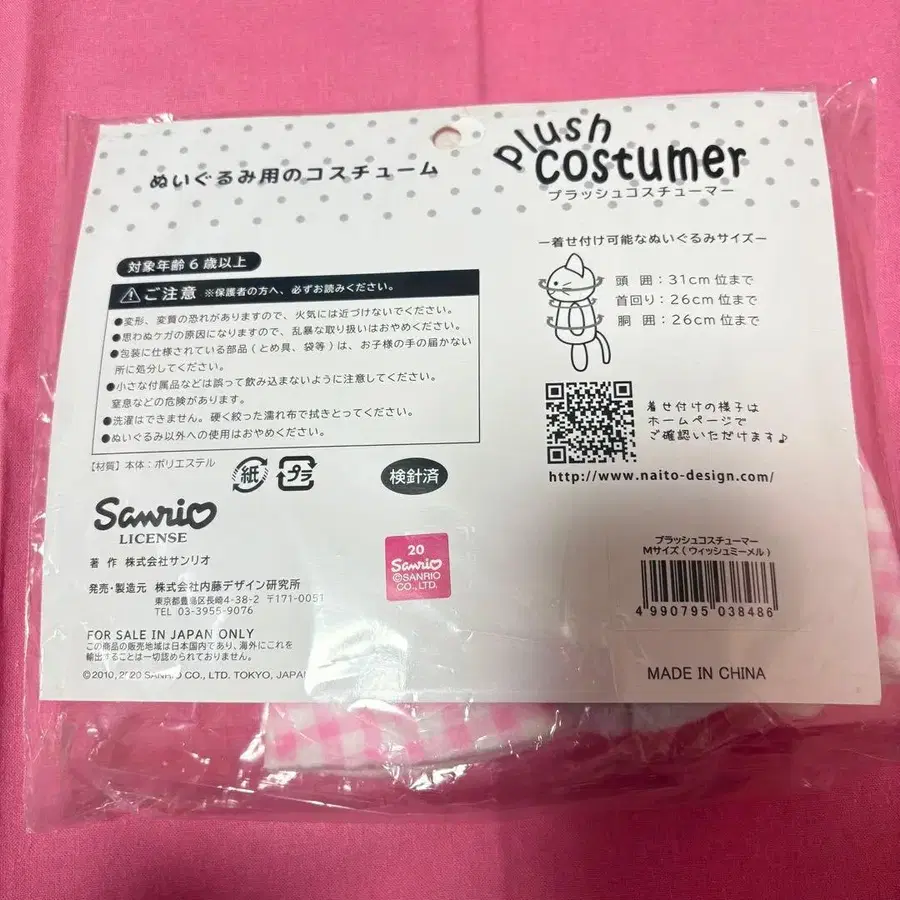 ぬいぐるみ用のコスチューム
対象年齢6歳以上
ご注意 ※保護者の方へ、必ずお読みください。
●変形、変質の恐れがありますので、火気には近づけないでください。
●思わぬケガの原因になりますので、乱暴な取り扱いはおやめください。
●包装に仕様されている部品(とめ具、袋等)は、お子様の手の届かない
所に処分してください。
●小さな付属品などは誤って飲み込まないように注意してください。
窒息などの危険があります。
●洗濯はできません。硬く絞った濡れ布で拭きとってください。
●ぬいぐるみ以外への使用はおやめください。
【材質】本体:ポリエステル
紙
プラ
検針済
Sanrio
LICENSE
著 作 株式会社サンリオ
20
Sanrio
©SANRIO
CO., LTD.
発売・製造元 株式会社内藤デザイン研究所
東京都豊島区長崎4-38-2 〒171-0051
TEL 03-3955-9076
FOR SALE IN JAPAN ONLY
この商品の販売地域は日本国内であり、海外にこれを
輸出することは一切認められておりません。
©2010, 2020 SANRIO CO., LTD. TOKYO, JAPAN
plush
costumer
プラッシュコスチューマー
ー着せ付け可能なぬいぐるみサイズー
頭 囲:31cm位まで
首回り:26cm位まで
胴 囲:26cm位まで
着せ付けの様子は
ホームページで
ご確認いただけます♪
http://www.naito-design.com/
プラッシュコスチューマー
Mサイズ(ウィッシュミーメル)
4 990795 038486
MADE IN CHINA